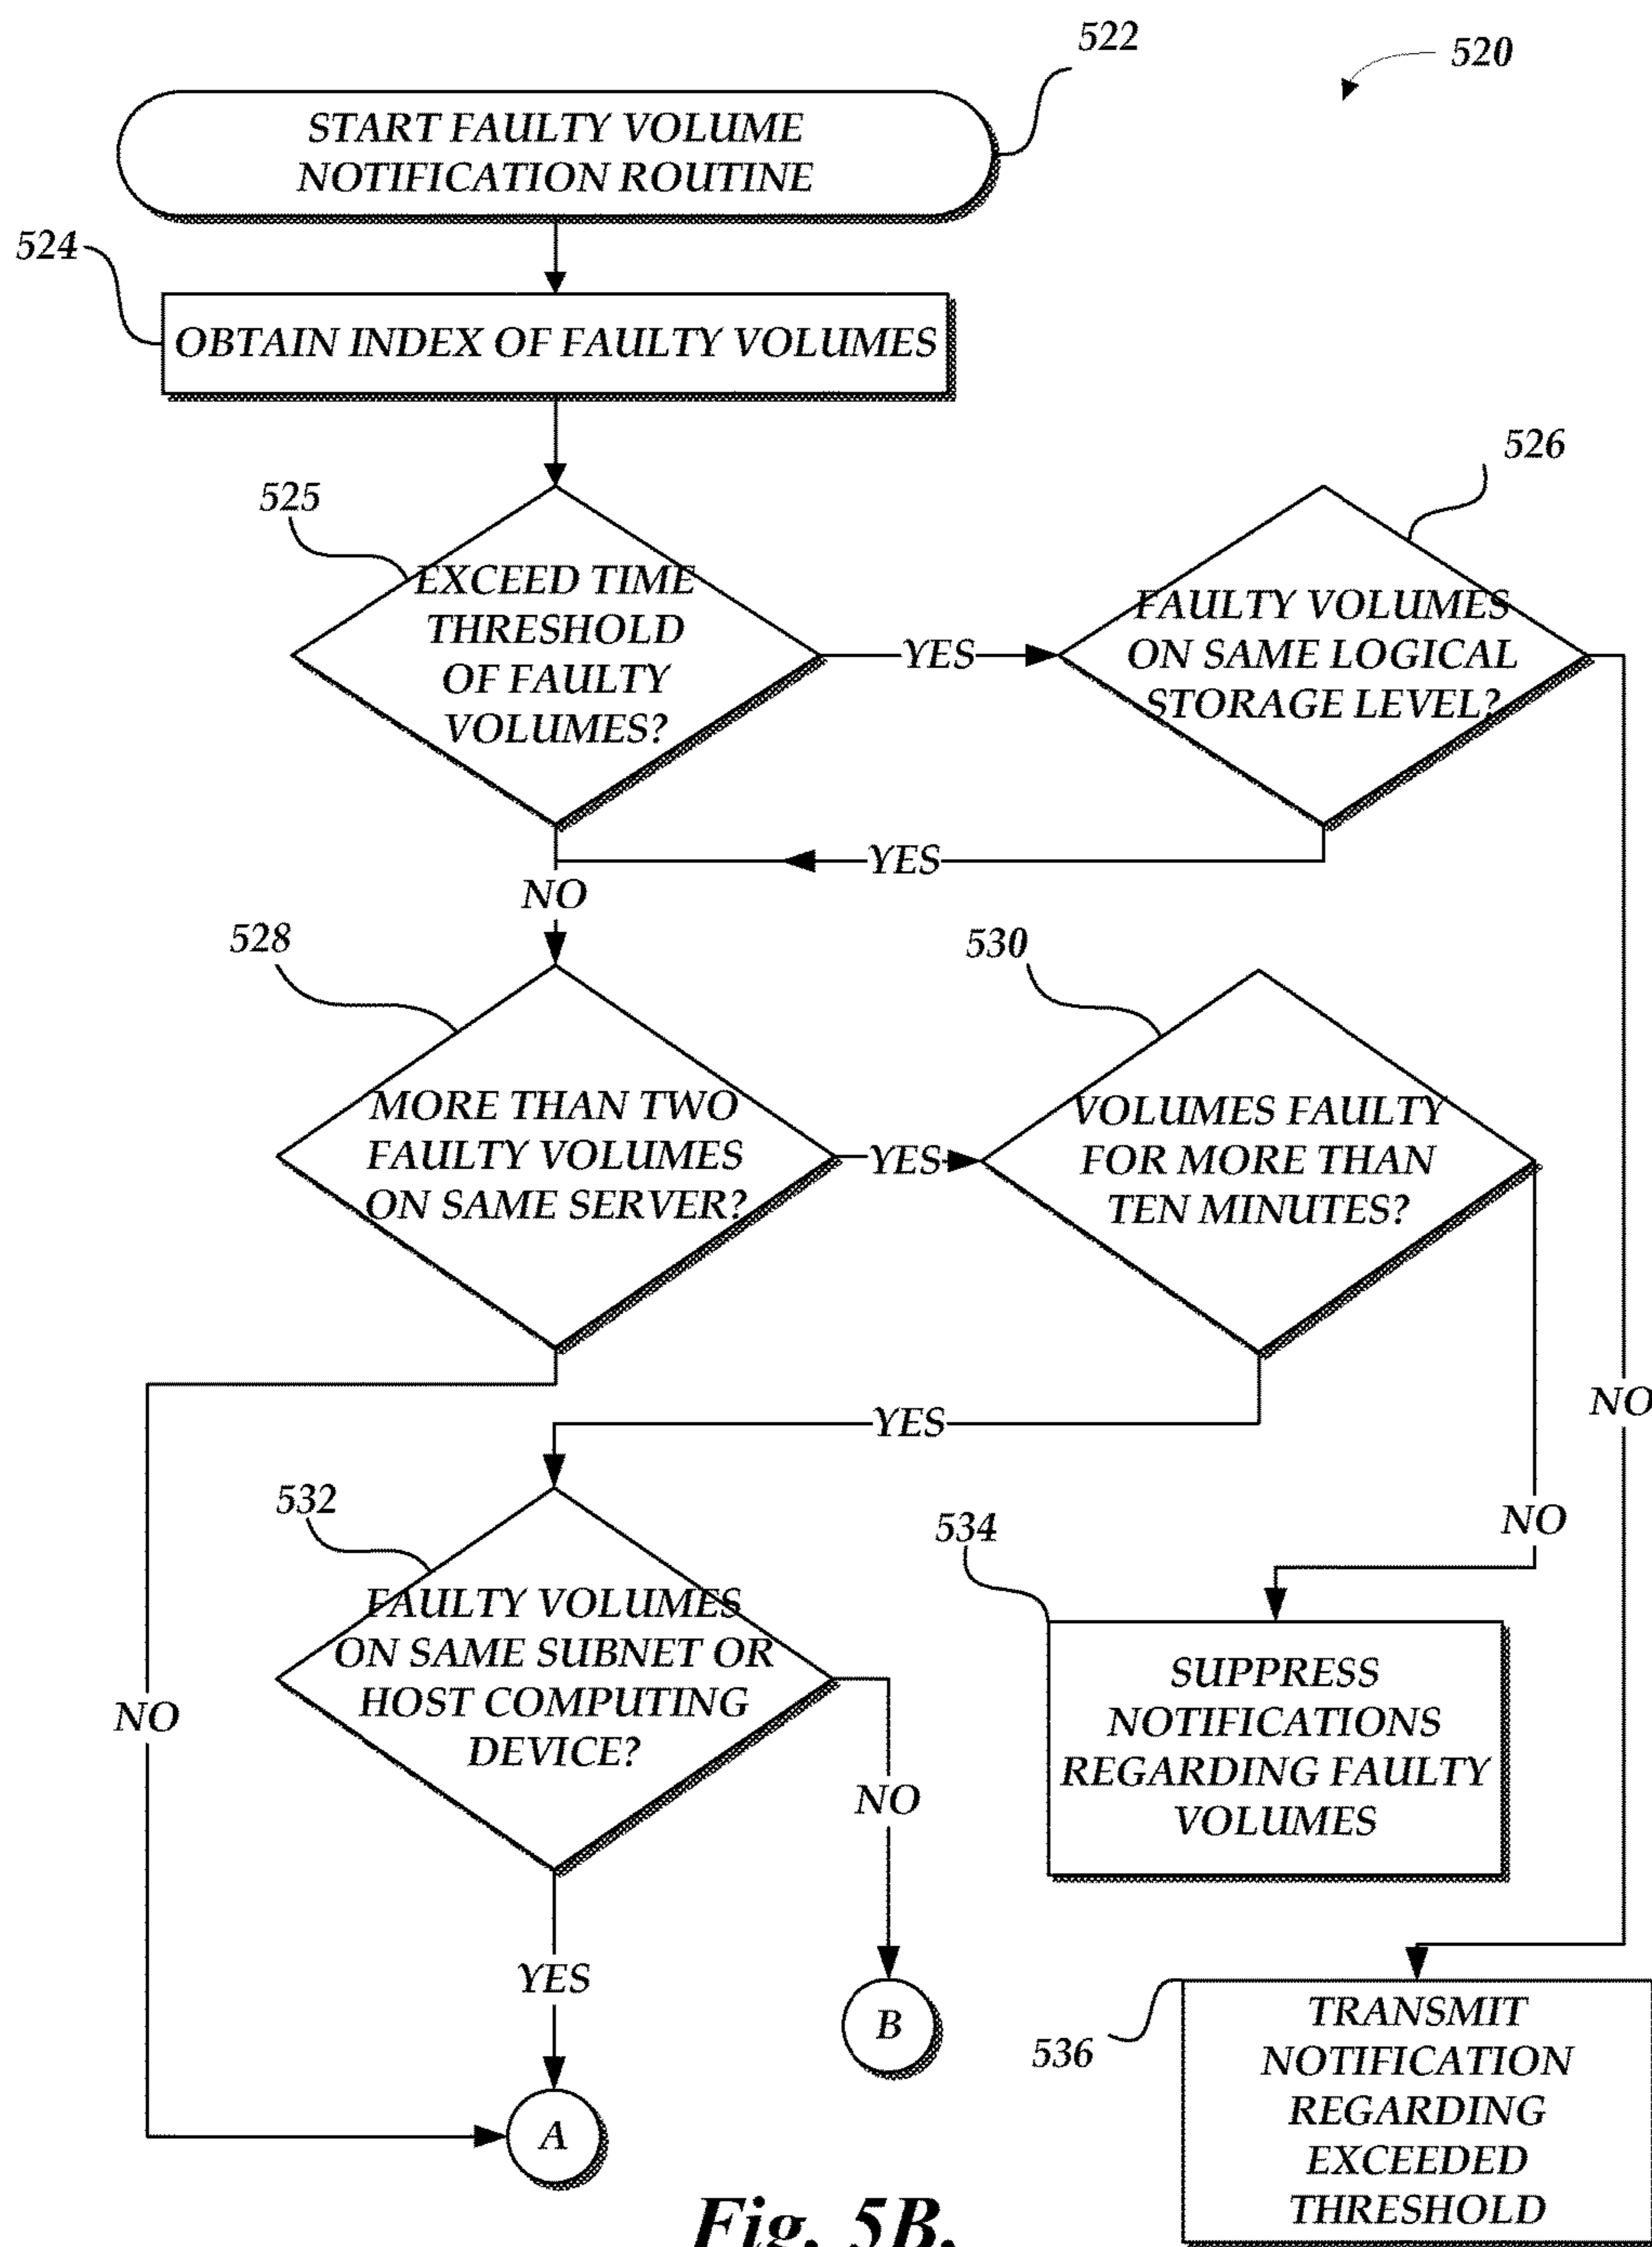 522
520
START FAULTY VOLUME
NOTIFICATION ROUTINE
524
OBTAIN INDEX OF FAULTY VOLUMES
525
526
EXCEED TIME
THRESHOLD
OF FAULTY
VOLUMES?
YES
FAULTY VOLUMES
ON SAME LOGICAL
STORAGE LEVEL?
YES
NO
528
530
MORE THAN TWO
FAULTY VOLUMES
ON SAME SERVER?
YES
VOLUMES FAULTY
FOR MORE THAN
TEN MINUTES?
NO
YES
532
534
NO
FAULTY VOLUMES
ON SAME SUBNET OR
HOST COMPUTING
DEVICE?
NO
NO
SUPPRESS
NOTIFICATIONS
REGARDING FAULTY
VOLUMES
YES
B
536
TRANSMIT
NOTIFICATION
REGARDING
EXCEEDED
THRESHOLD
A
Fig. 5B.